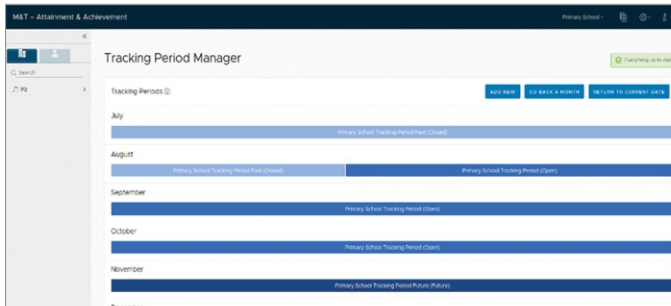 M&T - Attainment & Achievement
Primary School
Search
P2
Tracking Period Manager
Everything up to date
Tracking Periods
ADD NEW
GO BACK A MONTH
RETURN TO CURRENT DATE
July
Primary School Tracking Period Past (Closed)
August
Primary School Tracking Period Past (Closed)
Primary School Tracking Period (Open)
September
Primary School Tracking Period (Open)
October
Primary School Tracking Period (Open)
November
Primary School Tracking Period Future (Future)